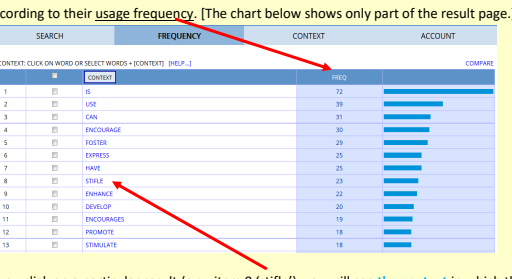 cording to their usage frequency. [The chart below shows only part of the result page.]
SEARCH FREQUENCY CONTEXT ACCOUNT
CONTEXT: CLICK ON WORD OR SELECT WORDS + [CONTEXT] [HELP...] COMPARE
CONTEXT FREQ
1 IS 72
2 USE 39
3 CAN 31
4 ENCOURAGE 30
5 FOSTER 29
6 EXPRESS 25
7 HAVE 25
8 STIFLE 23
9 ENHANCE 22
10 DEVELOP 20
11 ENCOURAGES 19
12 PROMOTE 18
13 STIMULATE 18